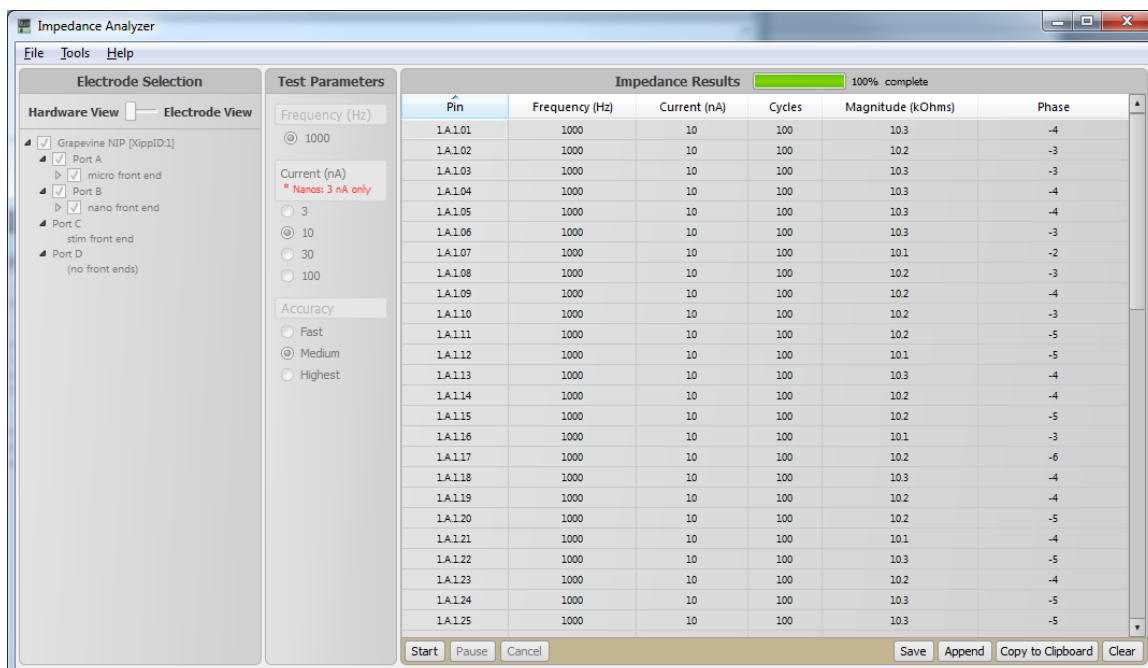 Impedance Analyzer
File Tools Help
Electrode Selection
Hardware View Electrode View
Grapevine NIP [XippID:1]
Port A
micro front end
Port B
nano front end
Port C
stim front end
Port D
(no front ends)
Test Parameters
Frequency (Hz)
1000
Current (nA)
* Nanos: 3 nA only
3
10
30
100
Accuracy
Fast
Medium
Highest
Impedance Results 100% complete
Pin Frequency (Hz) Current (nA) Cycles Magnitude (kOhms) Phase
1.A.1.01 1000 10 100 10.3 -4
1.A.1.02 1000 10 100 10.2 -3
1.A.1.03 1000 10 100 10.3 -3
1.A.1.04 1000 10 100 10.3 -4
1.A.1.05 1000 10 100 10.3 -4
1.A.1.06 1000 10 100 10.3 -3
1.A.1.07 1000 10 100 10.1 -2
1.A.1.08 1000 10 100 10.2 -3
1.A.1.09 1000 10 100 10.2 -4
1.A.1.10 1000 10 100 10.2 -3
1.A.1.11 1000 10 100 10.2 -5
1.A.1.12 1000 10 100 10.1 -5
1.A.1.13 1000 10 100 10.3 -4
1.A.1.14 1000 10 100 10.2 -4
1.A.1.15 1000 10 100 10.2 -5
1.A.1.16 1000 10 100 10.1 -3
1.A.1.17 1000 10 100 10.2 -6
1.A.1.18 1000 10 100 10.3 -4
1.A.1.19 1000 10 100 10.2 -4
1.A.1.20 1000 10 100 10.2 -5
1.A.1.21 1000 10 100 10.1 -4
1.A.1.22 1000 10 100 10.3 -5
1.A.1.23 1000 10 100 10.2 -4
1.A.1.24 1000 10 100 10.3 -5
1.A.1.25 1000 10 100 10.3 -5
Start Pause Cancel Save Append Copy to Clipboard Clear